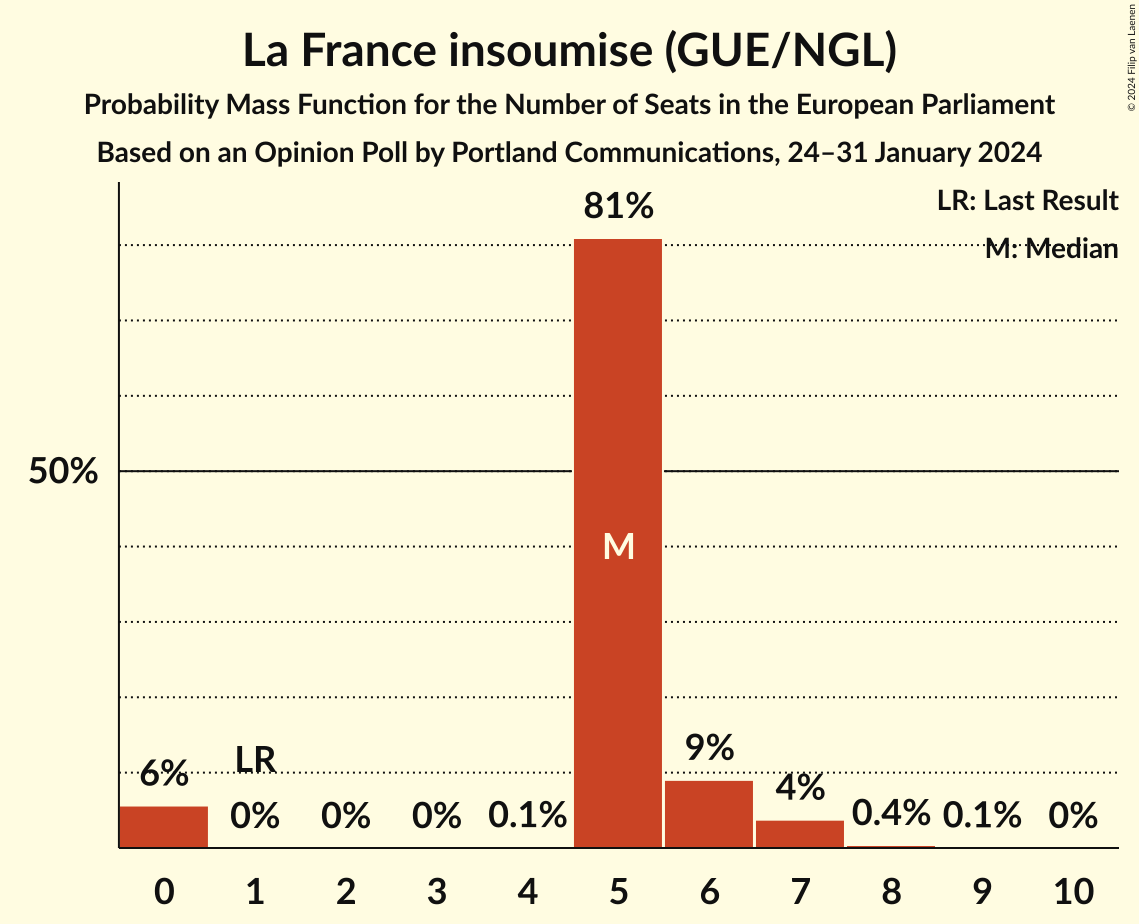 La France insoumise (GUE/NGL)
Probability Mass Function for the Number of Seats in the European Parliament
Based on an Opinion Poll by Portland Communications, 24–31 January 2024
© 2024 Filip van Laenen
LR: Last Result
M: Median
50%
6%
LR
0%
0%
0%
0.1%
81%
M
9%
4%
0.4%
0.1%
0%
0 1 2 3 4 5 6 7 8 9 10